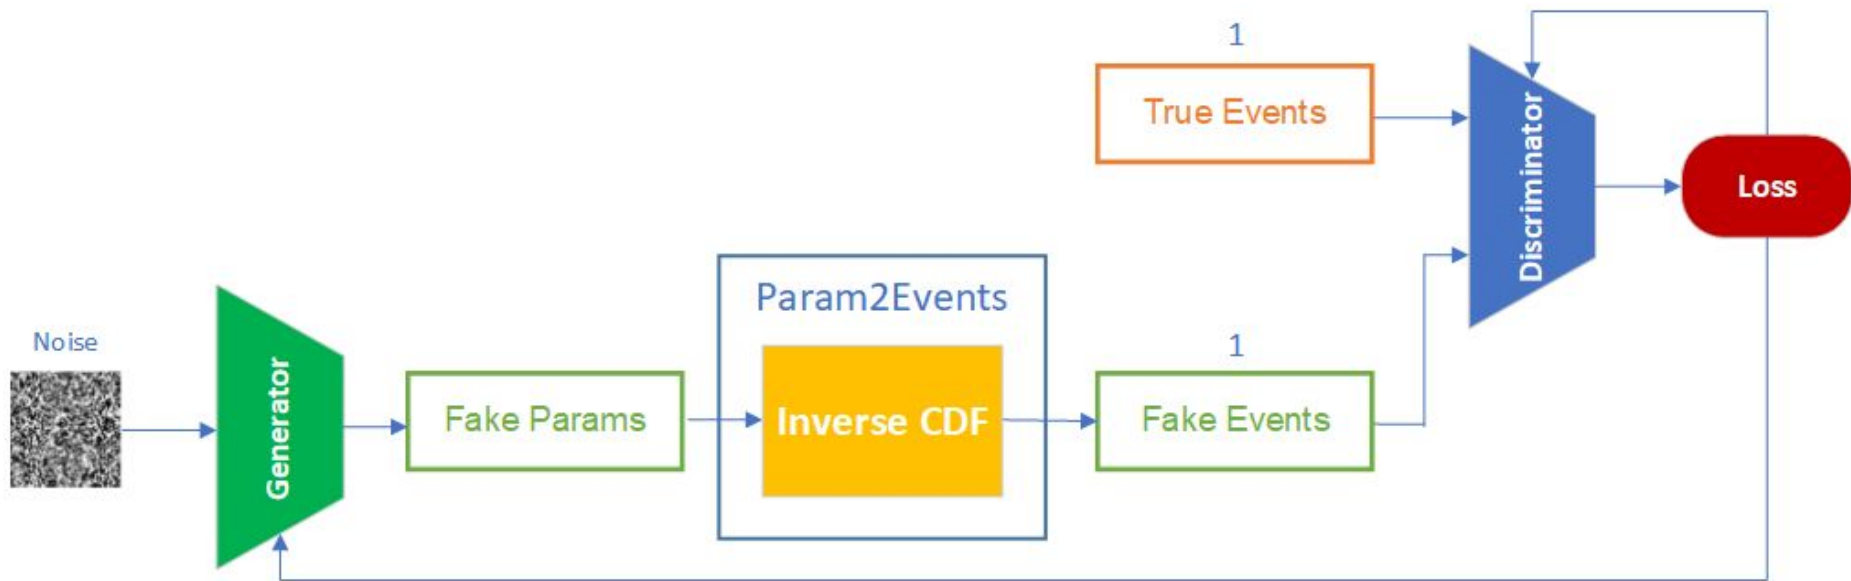 Noise
Generator
Fake Params
Param2Events
Inverse CDF
1
True Events
1
Fake Events
Discriminator
Loss